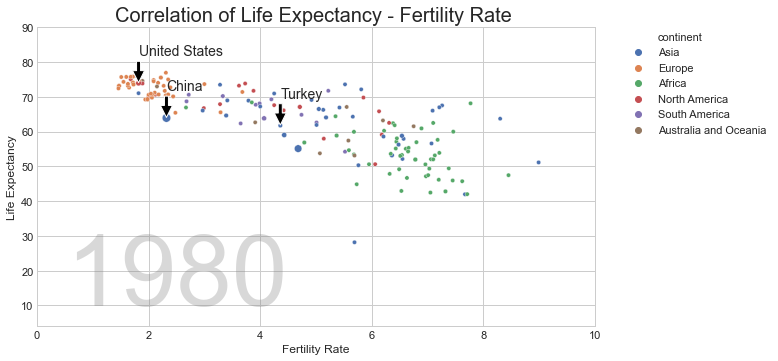 Correlation of Life Expectancy - Fertility Rate
90
80
70
60
50
40
30
20
10
0
2
4
6
8
10
Life Expectancy
Fertility Rate
United States
China
Turkey
1980
continent
Asia
Europe
Africa
North America
South America
Australia and Oceania